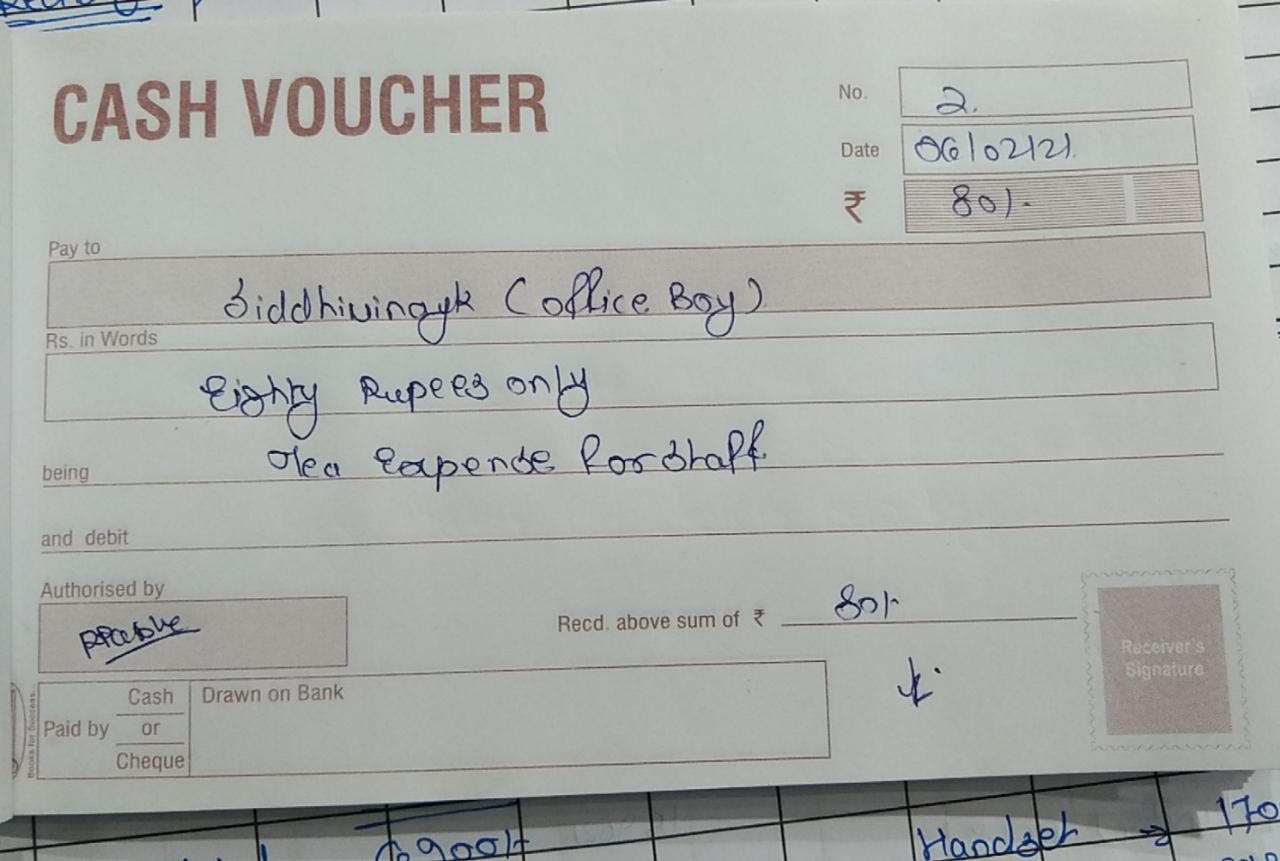 CASH VOUCHER
No. 2.
Date 06/02/21.
₹ 80/-
Pay to
Siddhivinayk (office Boy)
Rs. in Words
Eighty Rupees only
being Tea Expense for staff.
and debit
Authorised by
Recd. above sum of ₹ 80/-
Receiver's
Signature
Paid by Cash or Cheque
Drawn on Bank
Books for Success
Handset → 170